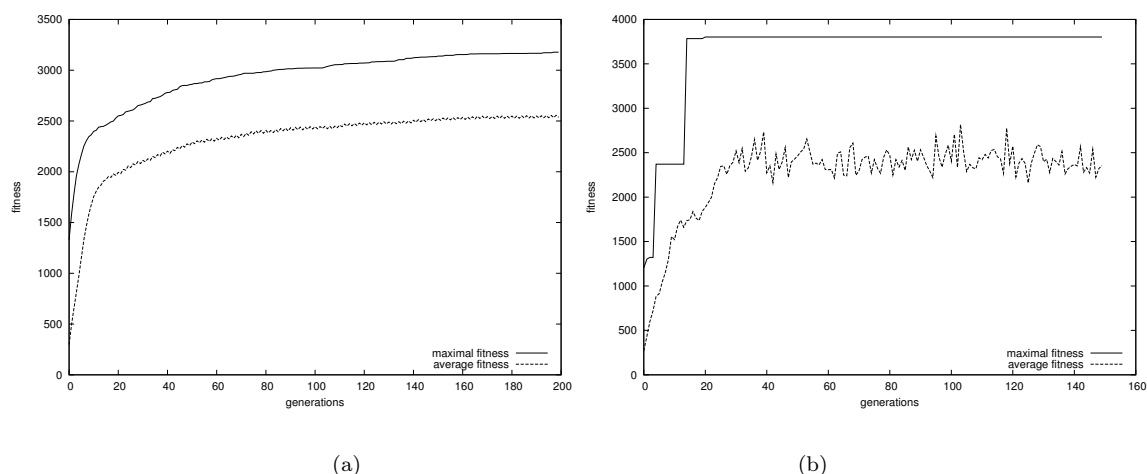 3500
3000
2500
2000
1500
1000
500
0
fitness
0 20 40 60 80 100 120 140 160 180 200
generations
maximal fitness
average fitness
(a)
4000
3500
3000
2500
2000
1500
1000
500
0
fitness
0 20 40 60 80 100 120 140 160
generations
maximal fitness
average fitness
(b)